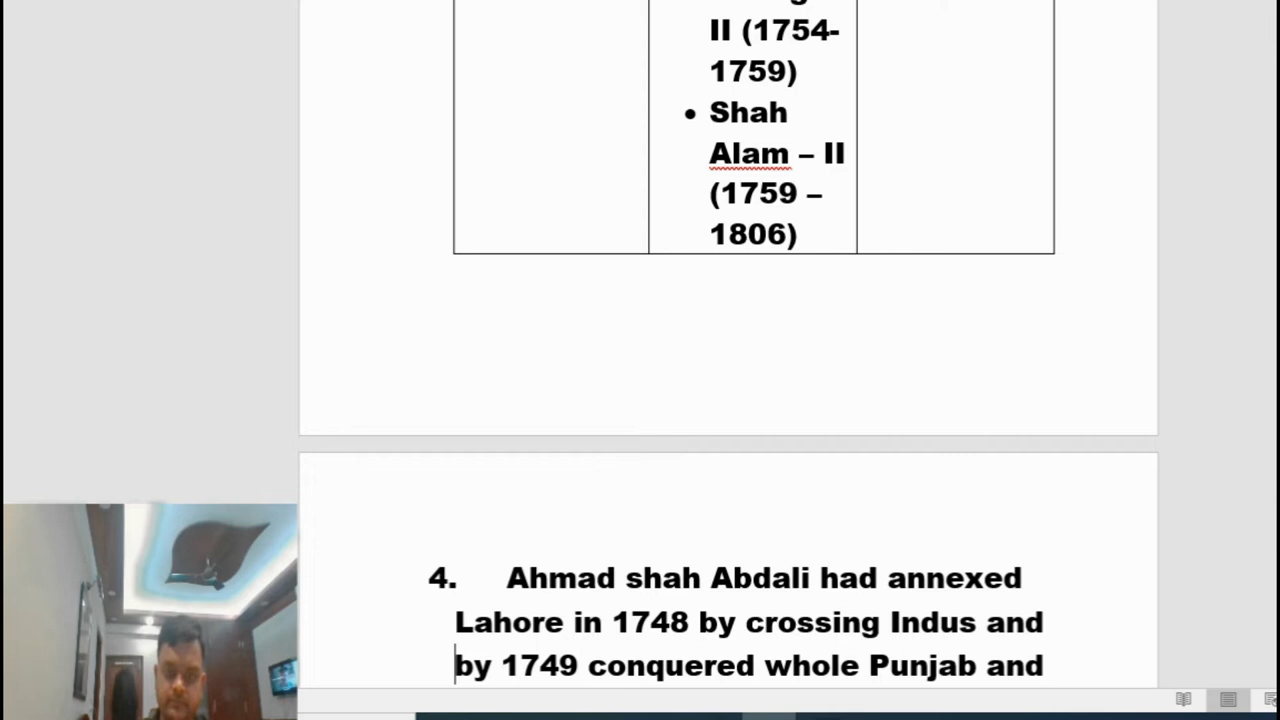 II (1754-
1759)
• Shah
Alam – II
(1759 –
1806)
4. Ahmad shah Abdali had annexed
Lahore in 1748 by crossing Indus and
by 1749 conquered whole Punjab and